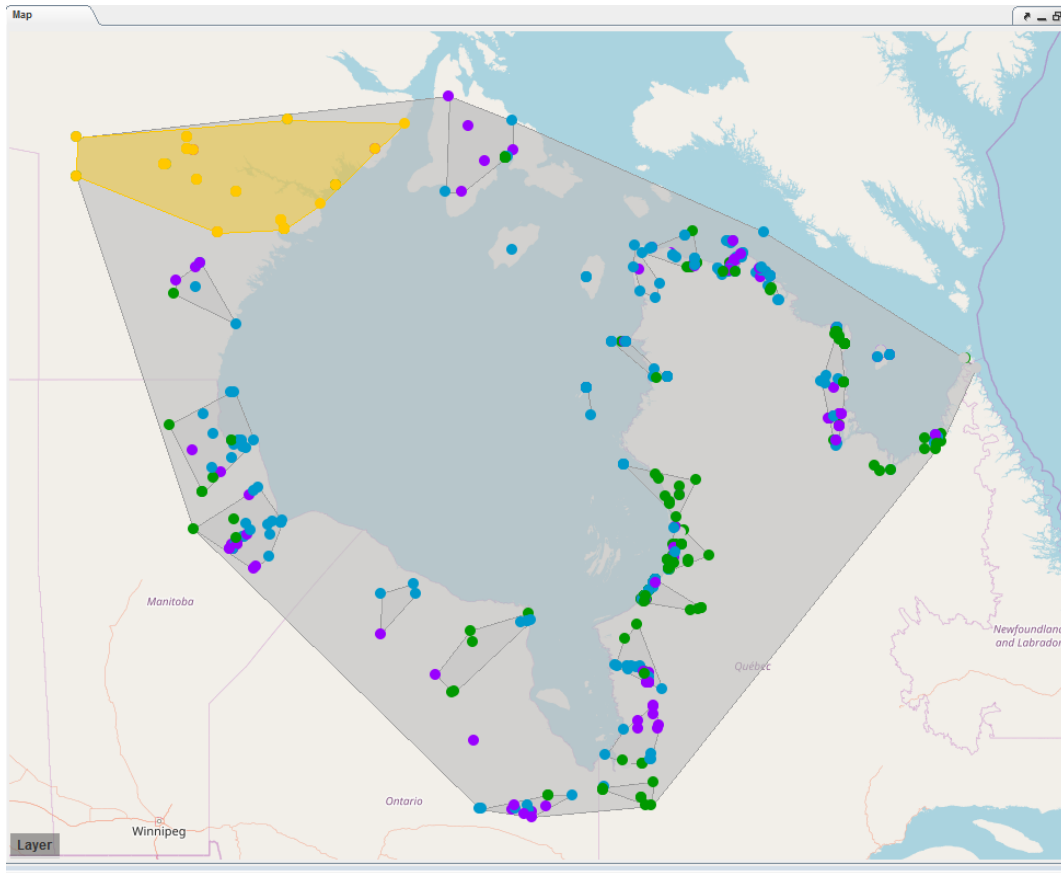 Map
Manitoba
Newfoundland
and Labrador
Québec
Ontario
Winnipeg
Layer